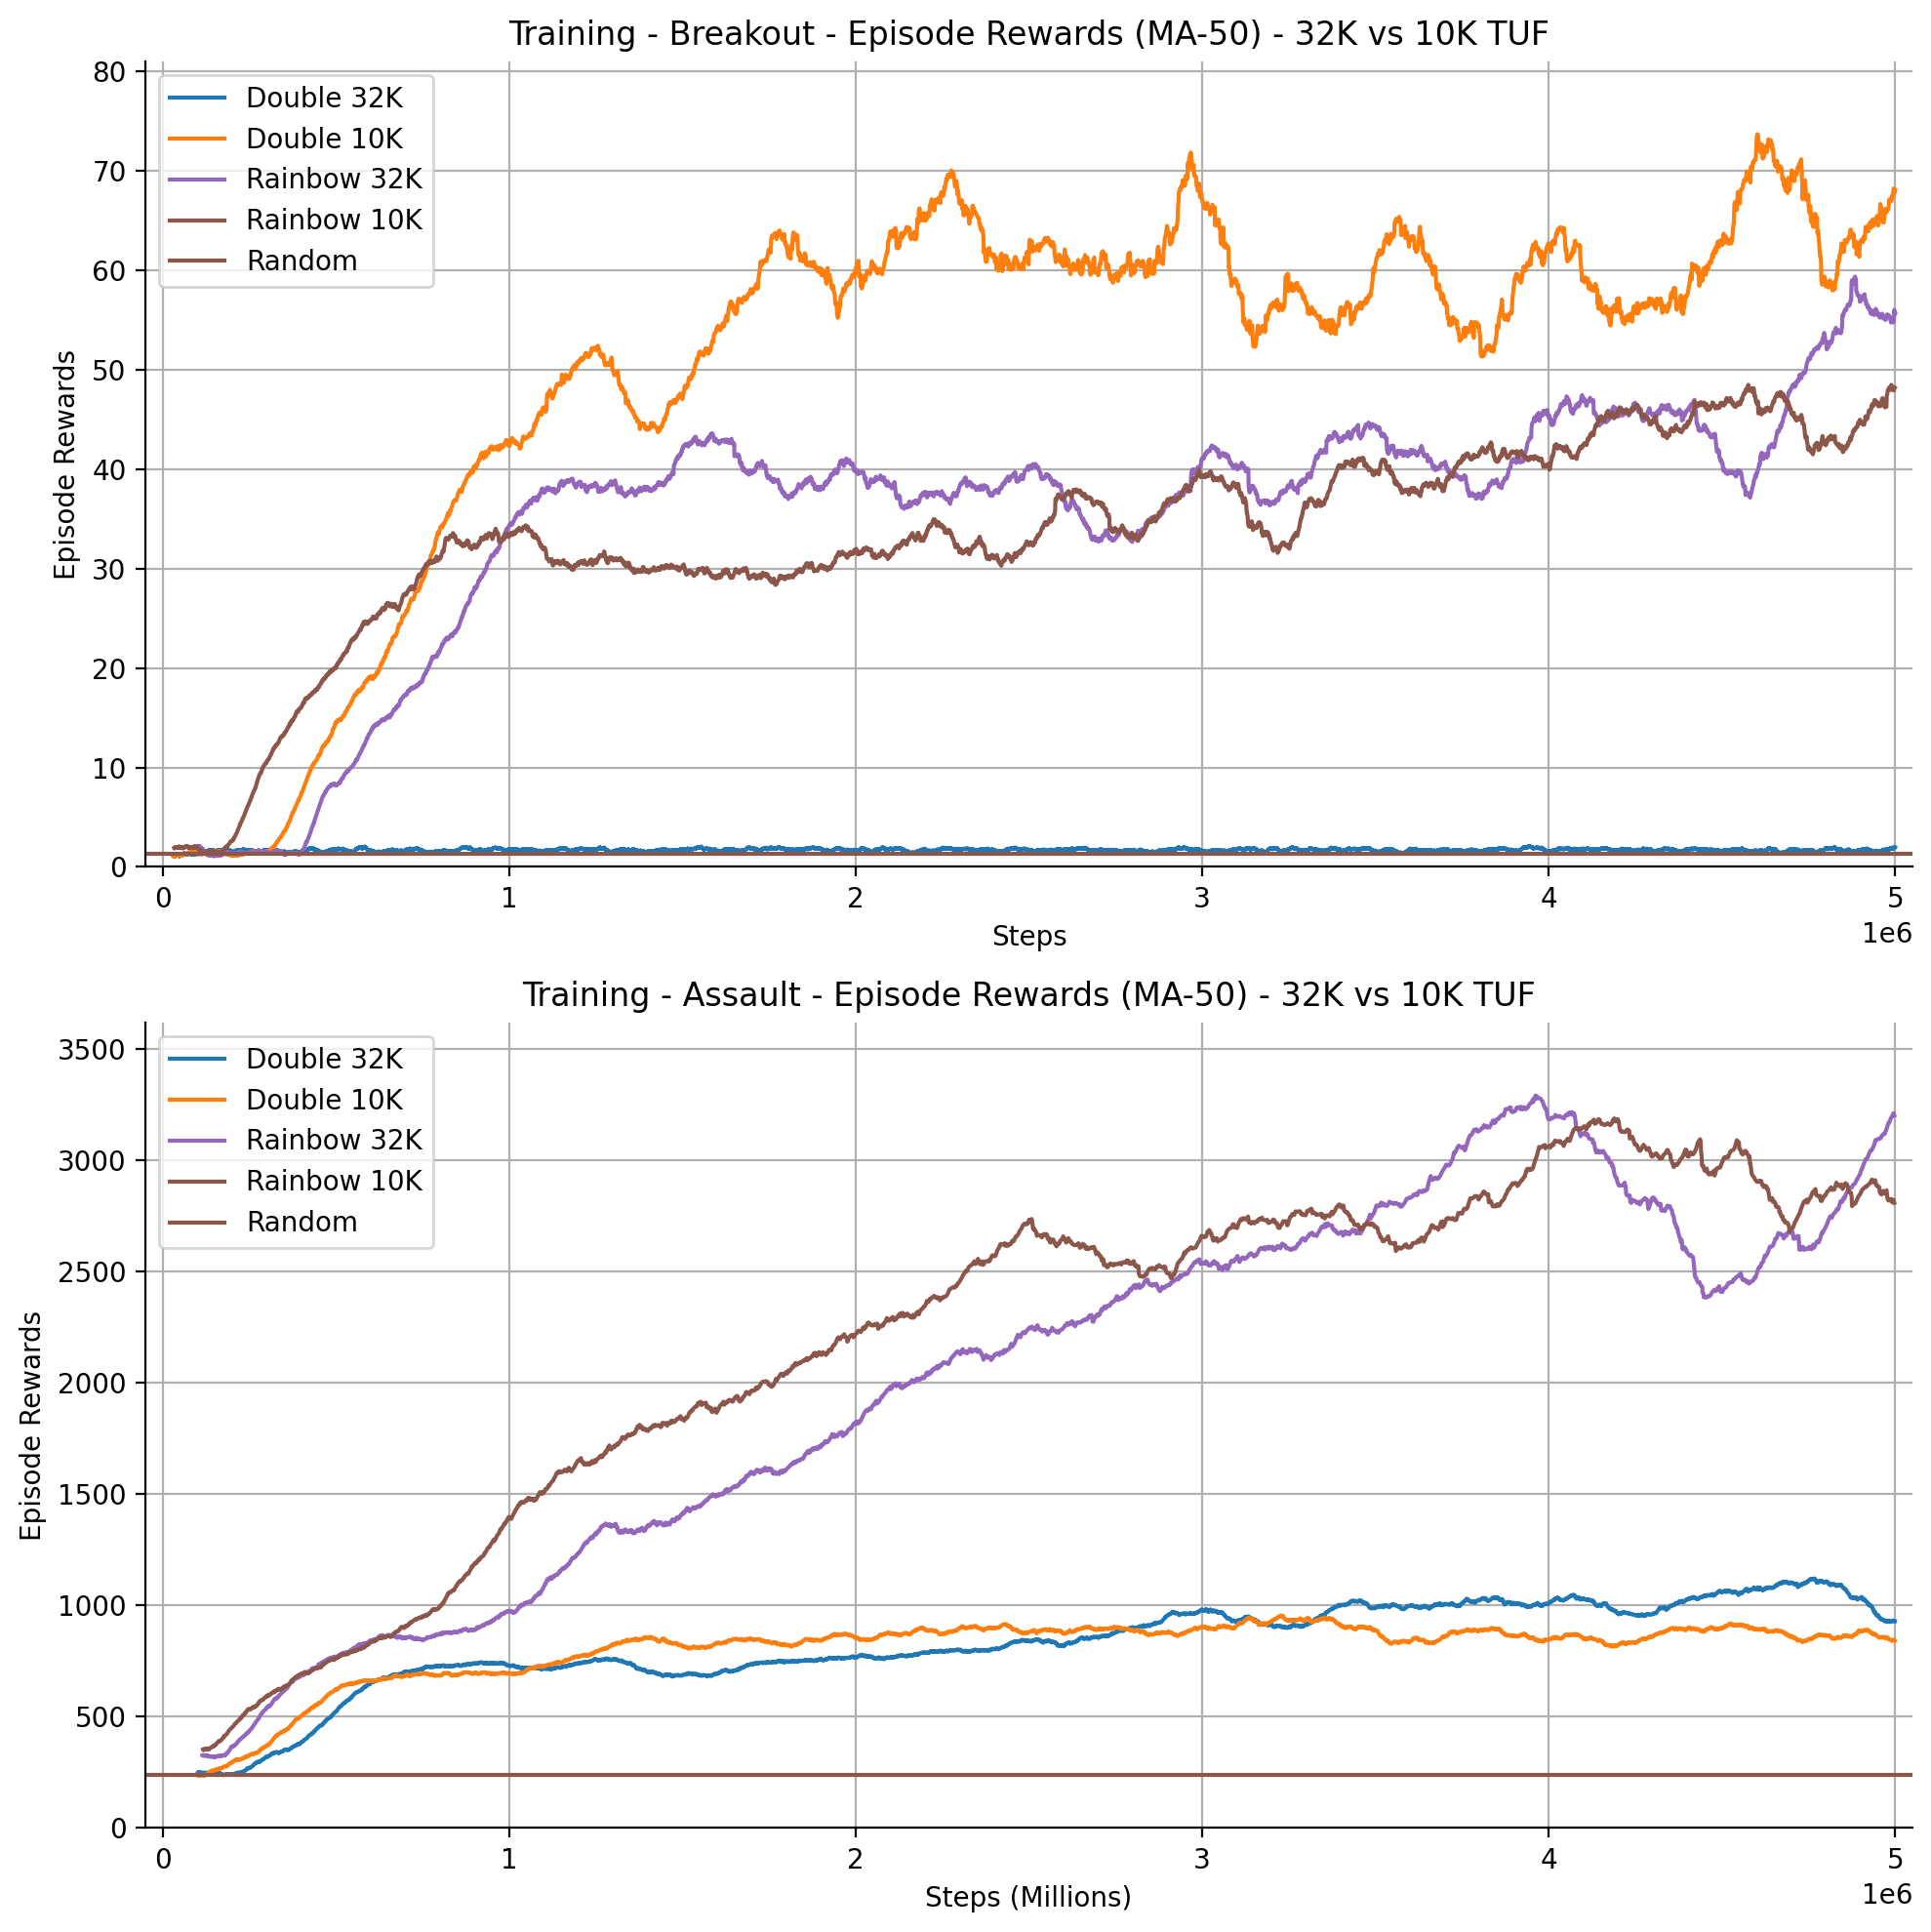 Training - Breakout - Episode Rewards (MA-50) - 32K vs 10K TUF
80
70
60
50
40
30
20
10
0
Episode Rewards
Double 32K
Double 10K
Rainbow 32K
Rainbow 10K
Random
0 1 2 3 4 5
1e6
Steps
Training - Assault - Episode Rewards (MA-50) - 32K vs 10K TUF
3500
3000
2500
2000
1500
1000
500
0
Episode Rewards
Double 32K
Double 10K
Rainbow 32K
Rainbow 10K
Random
0 1 2 3 4 5
1e6
Steps (Millions)